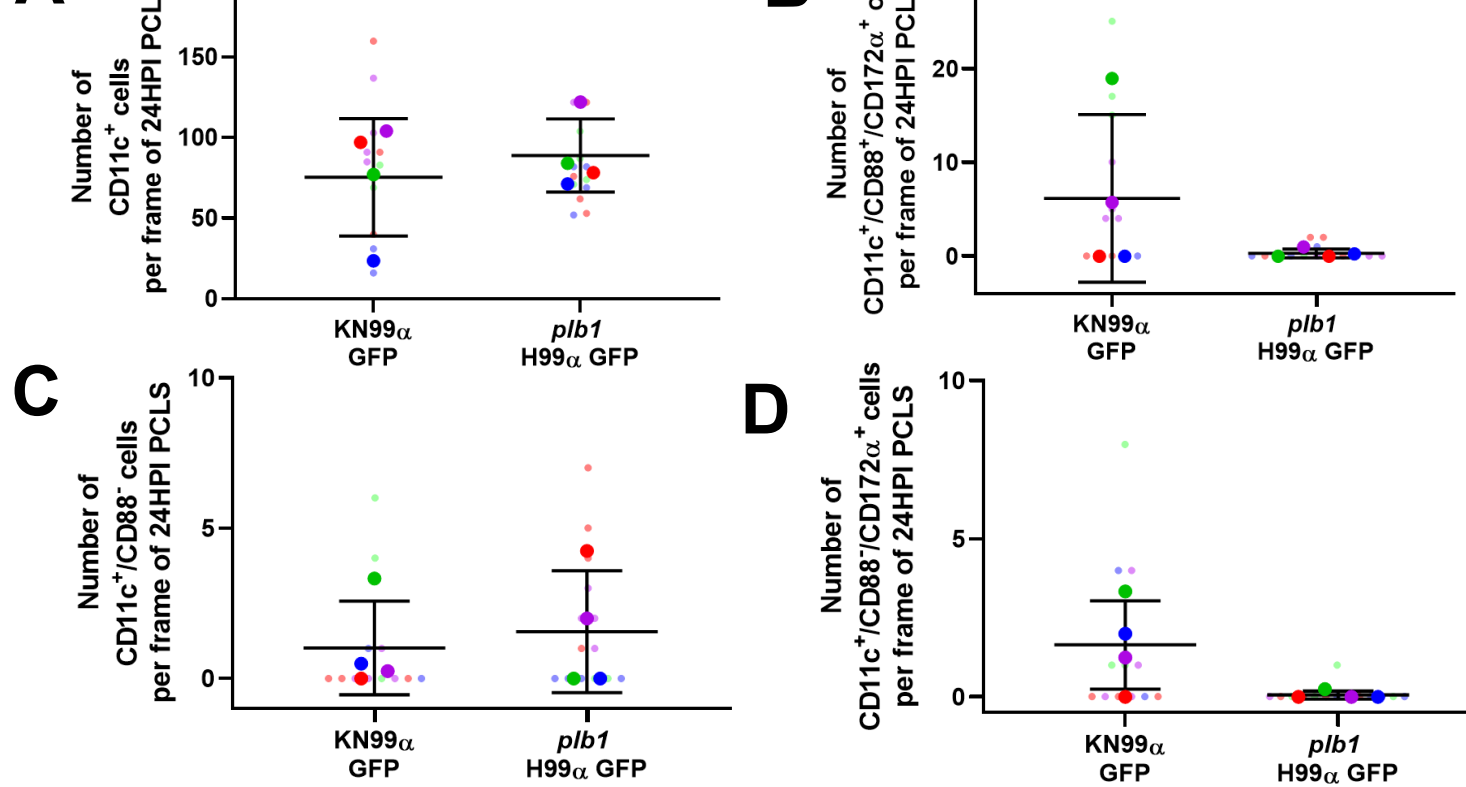 A
Number of
CD11c⁺ cells
per frame of 24HPI PCLS
150
100
50
0
KN99α
GFP
plb1
H99α GFP
B
Number of
CD11c⁺/CD88⁺/CD172α⁺
per frame of 24HPI PCLS
20
10
0
KN99α
GFP
plb1
H99α GFP
C
Number of
CD11c⁺/CD88⁻ cells
per frame of 24HPI PCLS
10
5
0
KN99α
GFP
plb1
H99α GFP
D
Number of
CD11c⁺/CD88⁻/CD172α⁺ cells
per frame of 24HPI PCLS
10
5
0
KN99α
GFP
plb1
H99α GFP